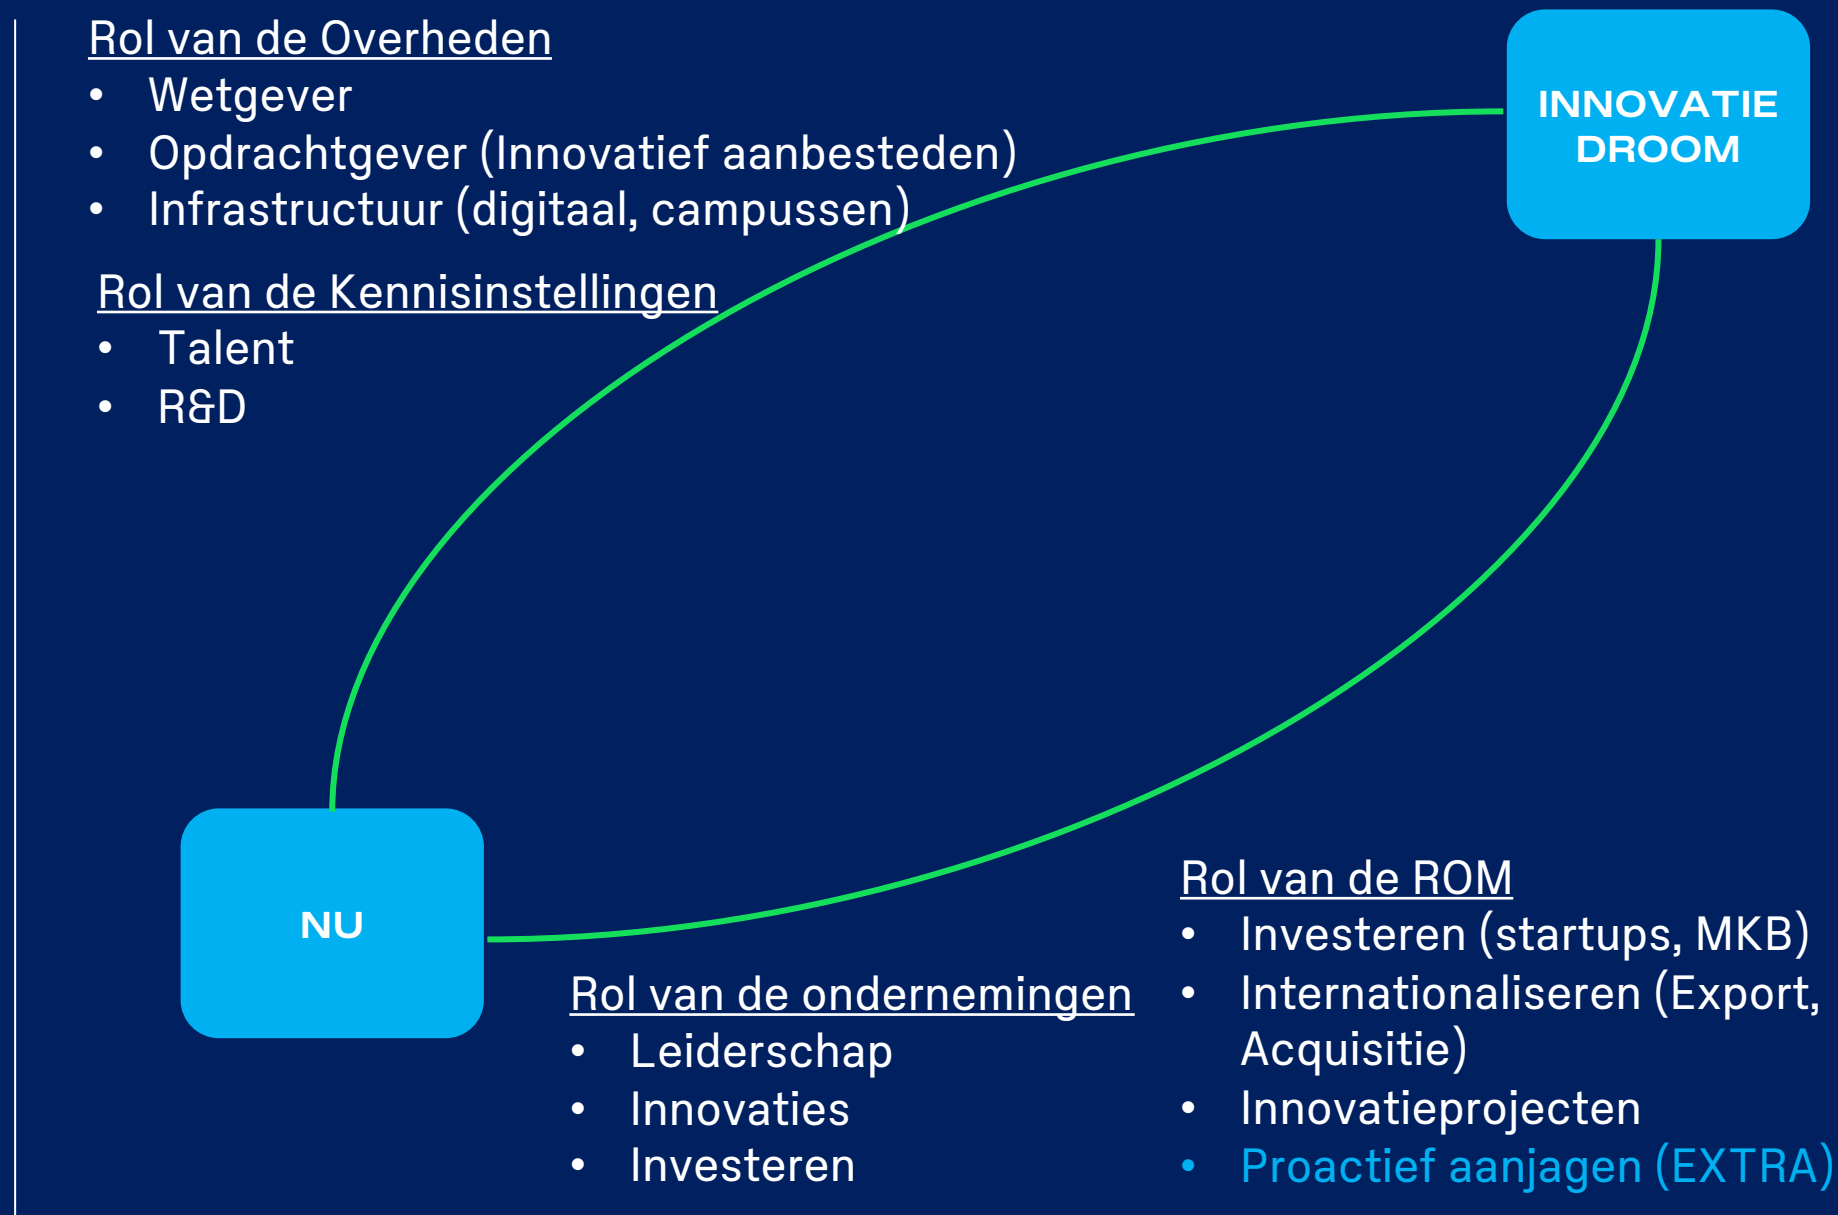 Rol van de Overheden
• Wetgever
• Opdrachtgever (Innovatief aanbesteden)
• Infrastructuur (digitaal, campussen)
Rol van de Kennisinstellingen
• Talent
• R&D
INNOVATIE
DROOM
NU
Rol van de ondernemingen
• Leiderschap
• Innovaties
• Investeren
Rol van de ROM
• Investeren (startups, MKB)
• Internationaliseren (Export,
Acquisitie)
• Innovatieprojecten
• Proactief aanjagen (EXTRA)